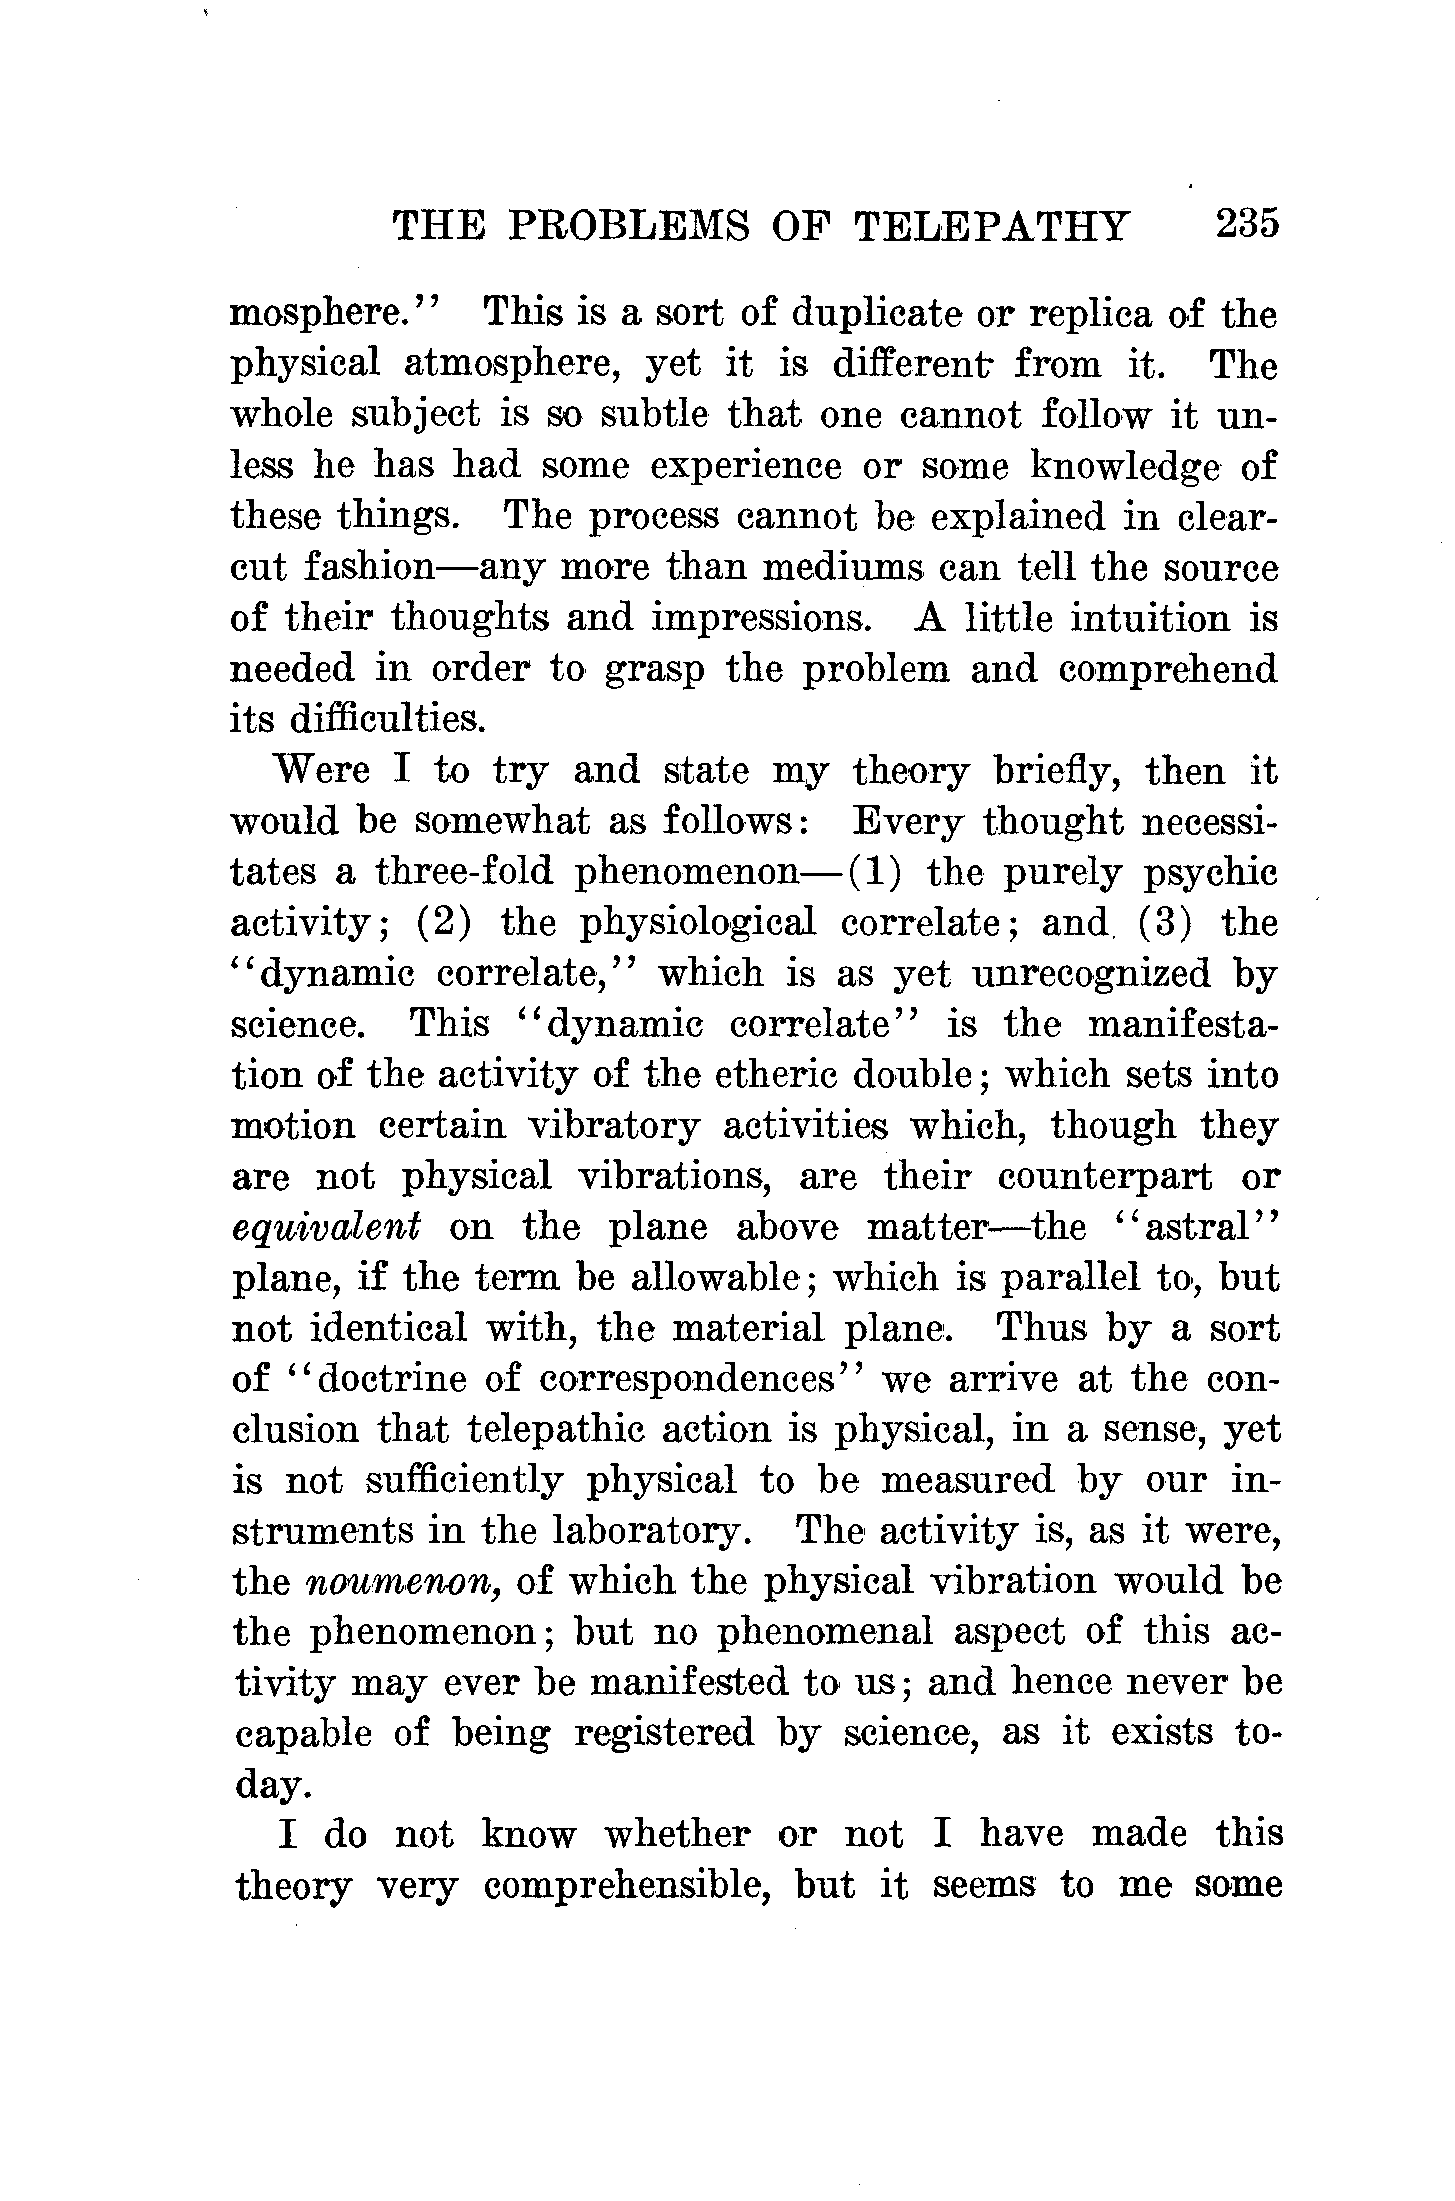 THE PROBLEMS OF TELEPATHY 235
mosphere.'' This is a sort of duplicate or replica of the
physical atmosphere, yet it is different from it. The
whole subject is so subtle that one cannot follow it un-
less he has had some experience or some knowledge of
these things. The process cannot be explained in clear-
cut fashion—any more than mediums can tell the source
of their thoughts and impressions. A little intuition is
needed in order to grasp the problem and comprehend
its difficulties.
Were I to try and state my theory briefly, then it
would be somewhat as follows: Every thought necessi-
tates a three-fold phenomenon—(1) the purely psychic
activity; (2) the physiological correlate; and (3) the
‘‘dynamic correlate,’’ which is as yet unrecognized by
science. This ‘‘dynamic correlate’’ is the manifesta-
tion of the activity of the etheric double; which sets into
motion certain vibratory activities which, though they
are not physical vibrations, are their counterpart or
equivalent on the plane above matter—the ‘‘astral’’
plane, if the term be allowable; which is parallel to, but
not identical with, the material plane. Thus by a sort
of ‘‘doctrine of correspondences’’ we arrive at the con-
clusion that telepathic action is physical, in a sense, yet
is not sufficiently physical to be measured by our in-
struments in the laboratory. The activity is, as it were,
the noumenon, of which the physical vibration would be
the phenomenon; but no phenomenal aspect of this ac-
tivity may ever be manifested to us; and hence never be
capable of being registered by science, as it exists to-
day.
I do not know whether or not I have made this
theory very comprehensible, but it seems to me some